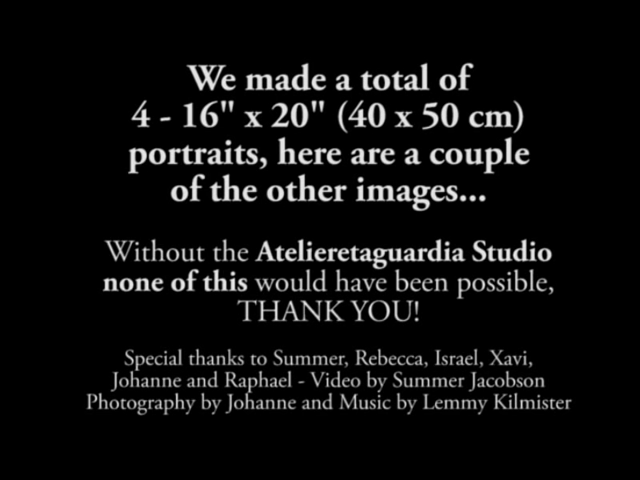 We made a total of
4 - 16" x 20" (40 x 50 cm)
portraits, here are a couple
of the other images...
Without the Atelieretaguardia Studio
none of this would have been possible,
THANK YOU!
Special thanks to Summer, Rebecca, Israel, Xavi,
Johanne and Raphael - Video by Summer Jacobson
Photography by Johanne and Music by Lemmy Kilmister